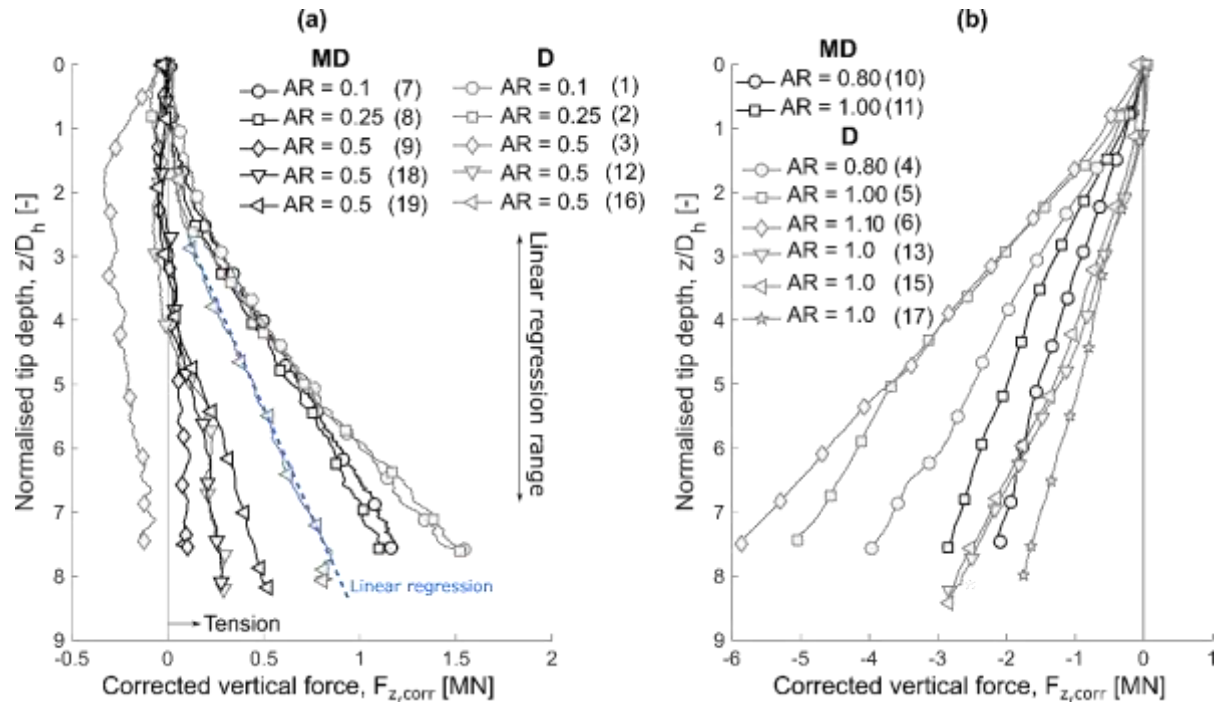 (a)
MD
AR = 0.1 (7)
AR = 0.25 (8)
AR = 0.5 (9)
AR = 0.5 (18)
AR = 0.5 (19)
D
AR = 0.1 (1)
AR = 0.25 (2)
AR = 0.5 (3)
AR = 0.5 (12)
AR = 0.5 (16)
Linear regression range
Linear regression
Tension
Normalised tip depth, z/D_h [-]
0
1
2
3
4
5
6
7
8
9
-0.5
0
0.5
1
1.5
2
Corrected vertical force, F_z,corr [MN]
(b)
MD
AR = 0.80 (10)
AR = 1.00 (11)
D
AR = 0.80 (4)
AR = 1.00 (5)
AR = 1.10 (6)
AR = 1.0 (13)
AR = 1.0 (15)
AR = 1.0 (17)
Normalised tip depth, z/D_h [-]
0
1
2
3
4
5
6
7
8
9
-6
-5
-4
-3
-2
-1
0
1
Corrected vertical force, F_z,corr [MN]